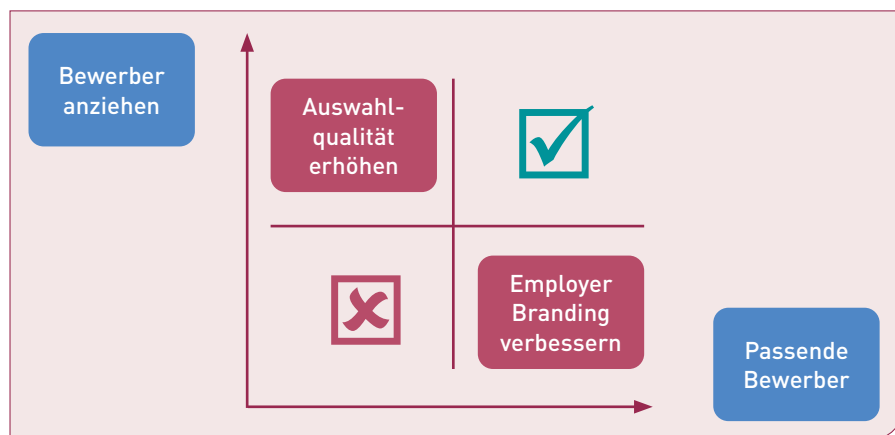 Bewerber
anziehen
Auswahl-
qualität
erhöhen
Employer
Branding
verbessern
Passende
Bewerber